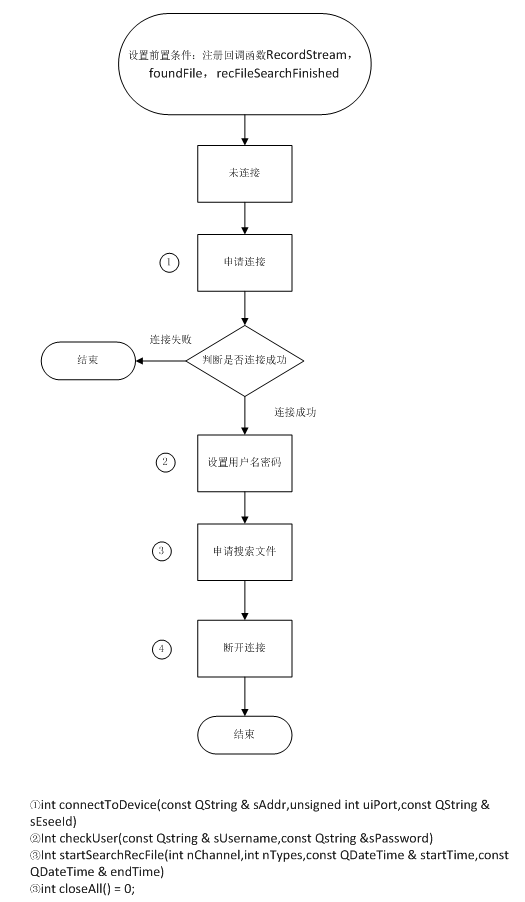 设置前置条件：注册回调函数RecordStream，
foundFile，recFileSearchFinished
未连接
①
申请连接
连接失败
结束
判断是否连接成功
连接成功
②
设置用户名密码
③
申请搜索文件
④
断开连接
结束
①int connectToDevice(const QString & sAddr,unsigned int uiPort,const QString &
sEseeId)
②Int checkUser(const Qstring & sUsername,const Qstring &sPassword)
③Int startSearchRecFile(int nChannel,int nTypes,const QDateTime & startTime,const
QDateTime & endTime)
③int closeAll() = 0;